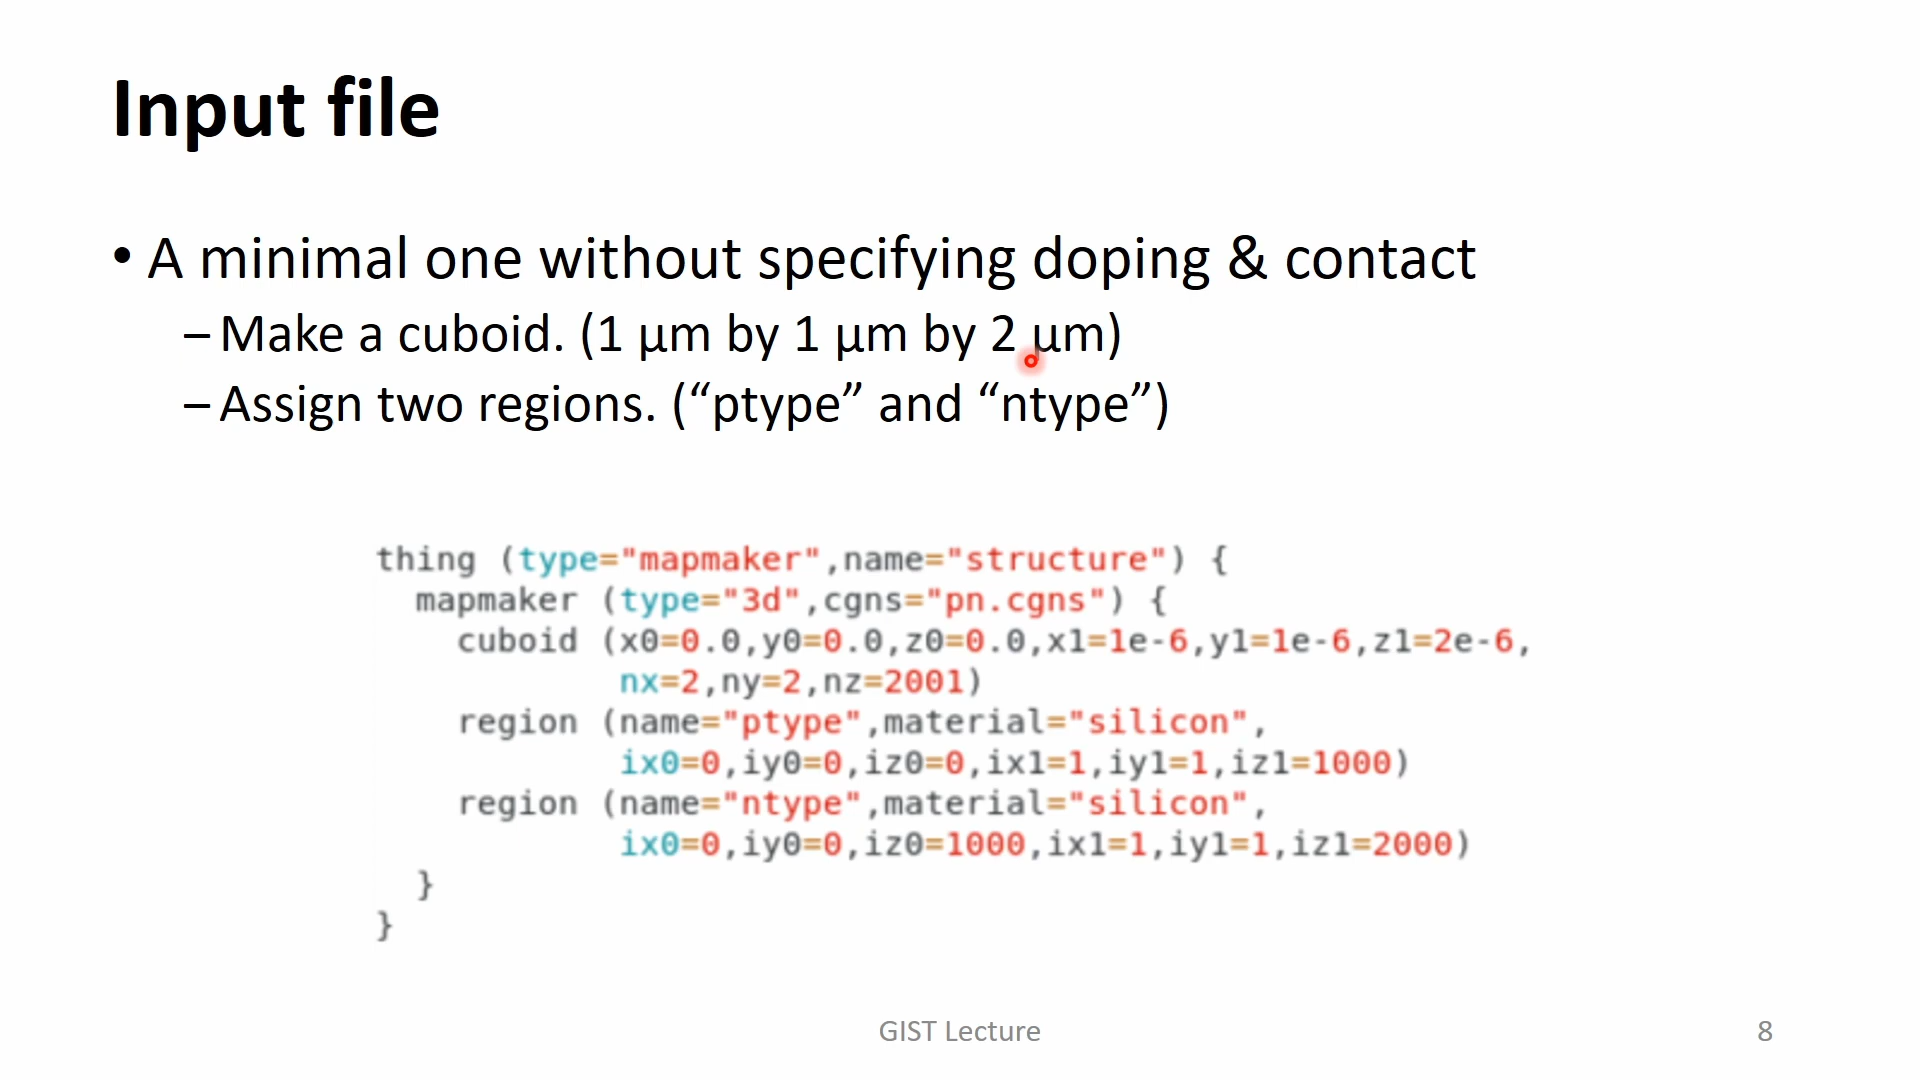 Input file
• A minimal one without specifying doping & contact
– Make a cuboid. (1 μm by 1 μm by 2 μm)
– Assign two regions. (“ptype” and “ntype”)
thing (type="mapmaker",name="structure") {
  mapmaker (type="3d",cgns="pn.cgns") {
    cuboid (x0=0.0,y0=0.0,z0=0.0,x1=1e-6,y1=1e-6,z1=2e-6,
            nx=2,ny=2,nz=2001)
    region (name="ptype",material="silicon",
            ix0=0,iy0=0,iz0=0,ix1=1,iy1=1,iz1=1000)
    region (name="ntype",material="silicon",
            ix0=0,iy0=0,iz0=1000,ix1=1,iy1=1,iz1=2000)
  }
}
GIST Lecture
8